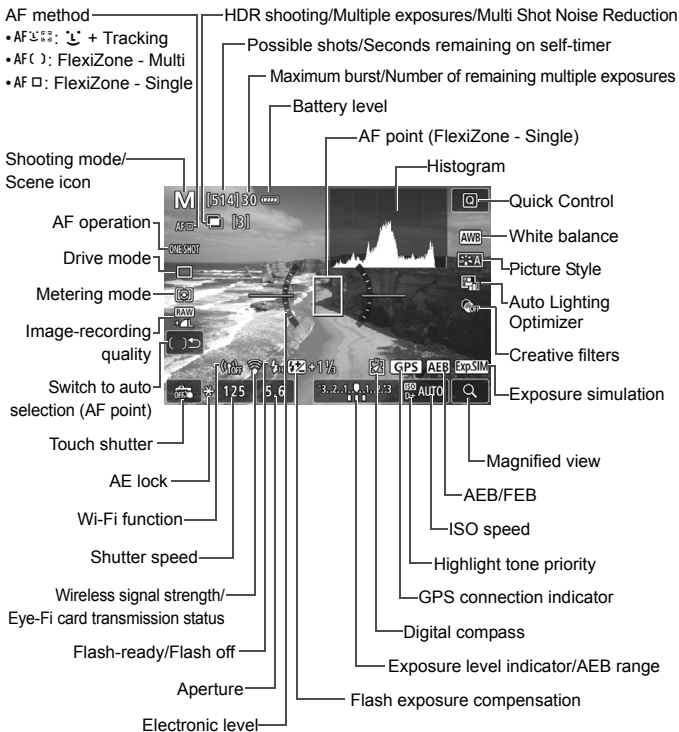 AF method
•AF: + Tracking
•AF( ): FlexiZone - Multi
•AF□: FlexiZone - Single
HDR shooting/Multiple exposures/Multi Shot Noise Reduction
Possible shots/Seconds remaining on self-timer
Maximum burst/Number of remaining multiple exposures
Battery level
AF point (FlexiZone - Single)
Histogram
Shooting mode/
Scene icon
AF operation
Drive mode
Metering mode
Image-recording
quality
Switch to auto
selection (AF point)
Touch shutter
AE lock
Wi-Fi function
Shutter speed
Wireless signal strength/
Eye-Fi card transmission status
Flash-ready/Flash off
Aperture
Electronic level
M [514] 30
AF□ [3]
ONE SHOT
RAW
L
OFF +1⅓ GPS AEB Exp.SIM
OFF * 125 5.6 3..2..1..1..2.:3 ISO D+ AUTO
Q
AWB
A
OFF
Quick Control
White balance
Picture Style
Auto Lighting
Optimizer
Creative filters
Exposure simulation
Magnified view
AEB/FEB
ISO speed
Highlight tone priority
GPS connection indicator
Digital compass
Exposure level indicator/AEB range
Flash exposure compensation